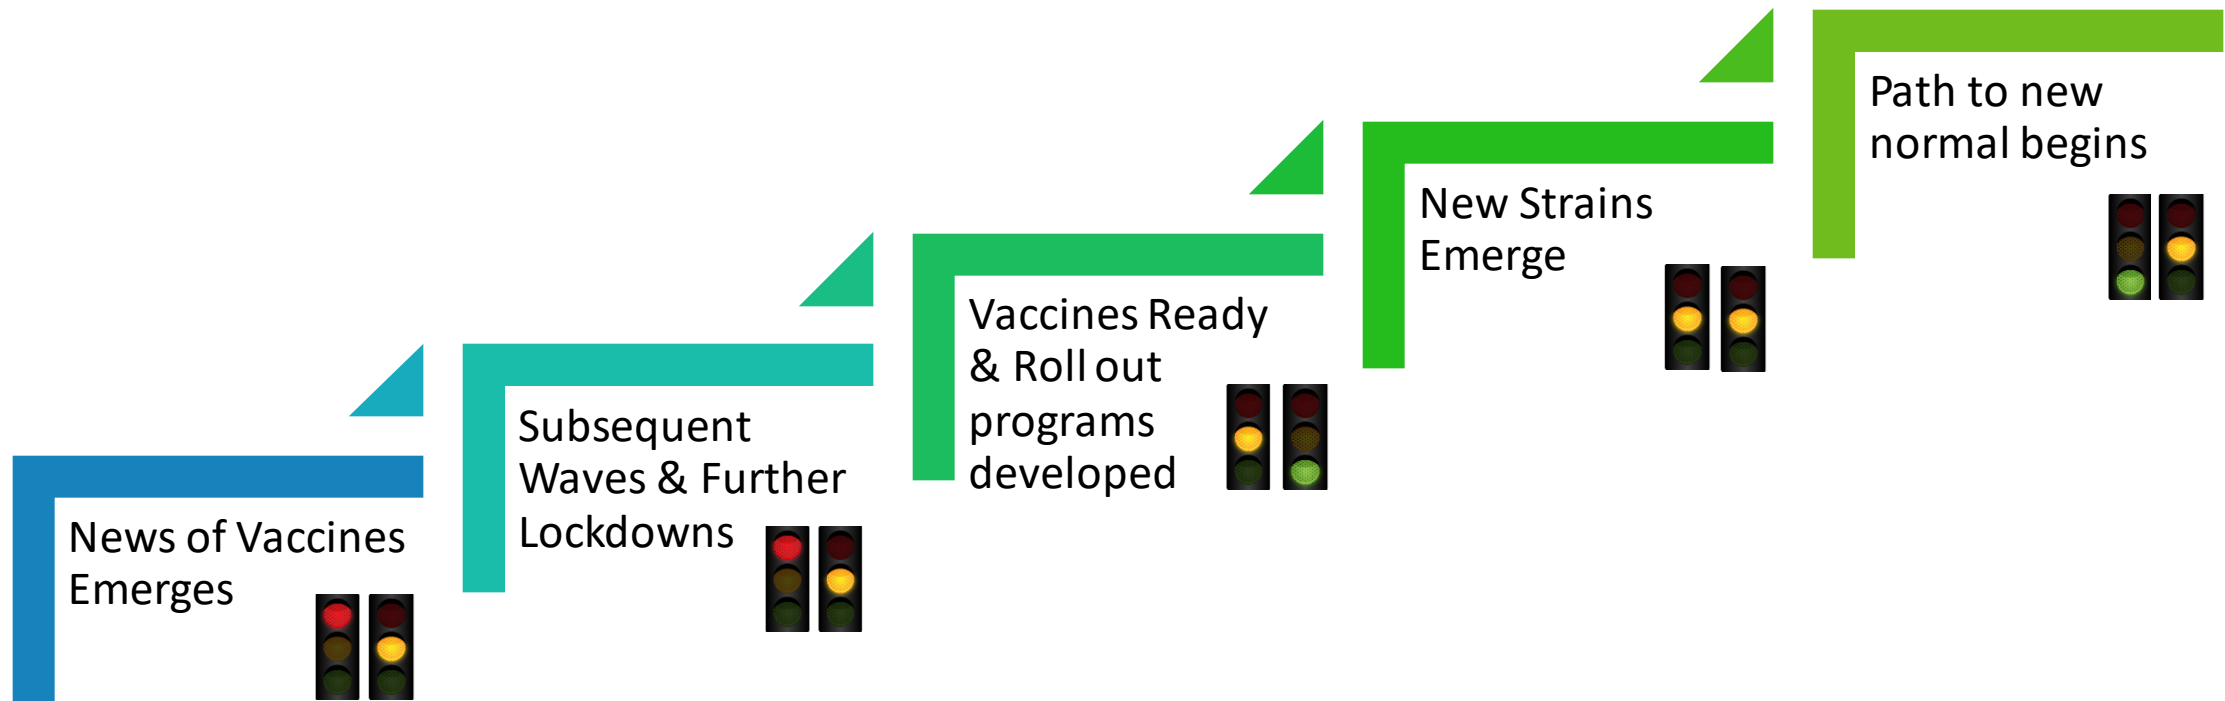 News of Vaccines
Emerges
Subsequent
Waves & Further
Lockdowns
Vaccines Ready
& Roll out
programs
developed
New Strains
Emerge
Path to new
normal begins